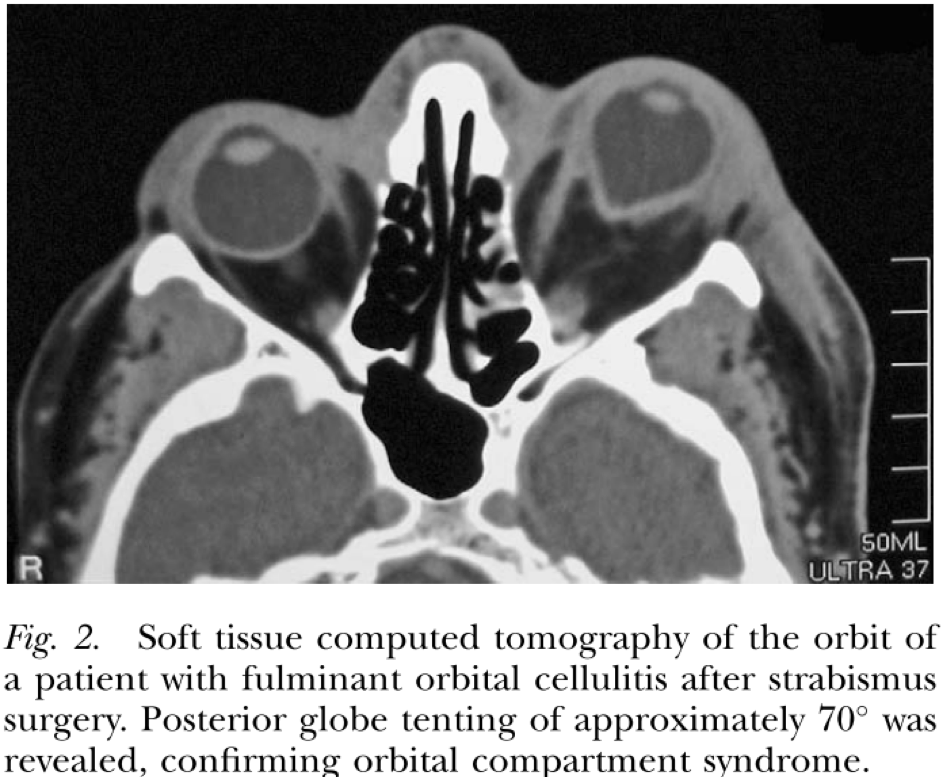 50ML
R
ULTRA 37
Fig. 2. Soft tissue computed tomography of the orbit of
a patient with fulminant orbital cellulitis after strabismus
surgery. Posterior globe tenting of approximately 70° was
revealed, confirming orbital compartment syndrome.